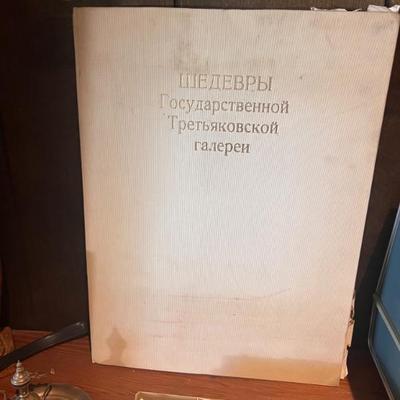 ШЕДЕВРЫ
Государственной
Третьяковской
галереи